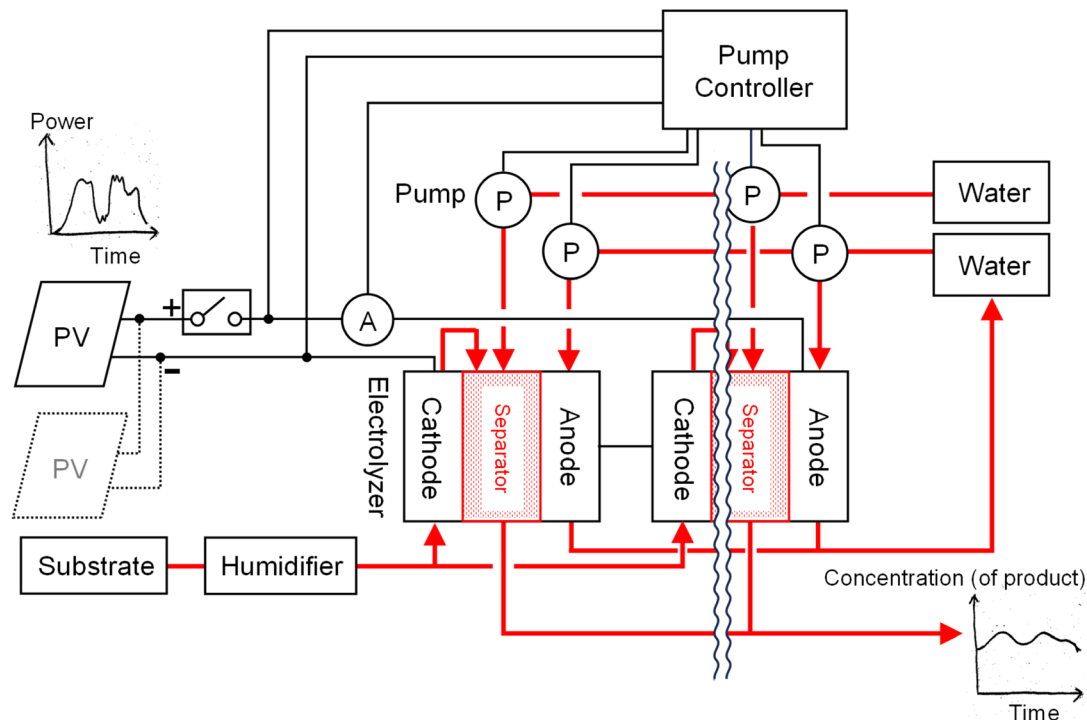 Pump
Controller
Power
Time
Pump
P
P
P
P
Water
Water
PV
+
-
A
PV
Electrolyzer
Cathode
Separator
Anode
Cathode
Separator
Anode
Substrate
Humidifier
Concentration (of product)
Time